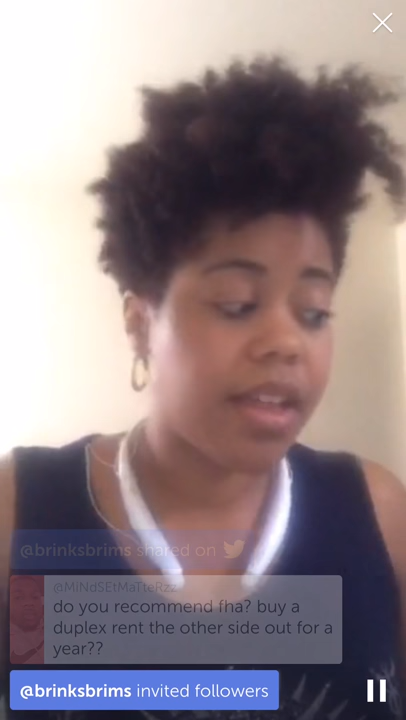 @brinksbrims shared on
@MiNdSEtMaTteRzz
do you recommend fha? buy a
duplex rent the other side out for a
year??
@brinksbrims invited followers